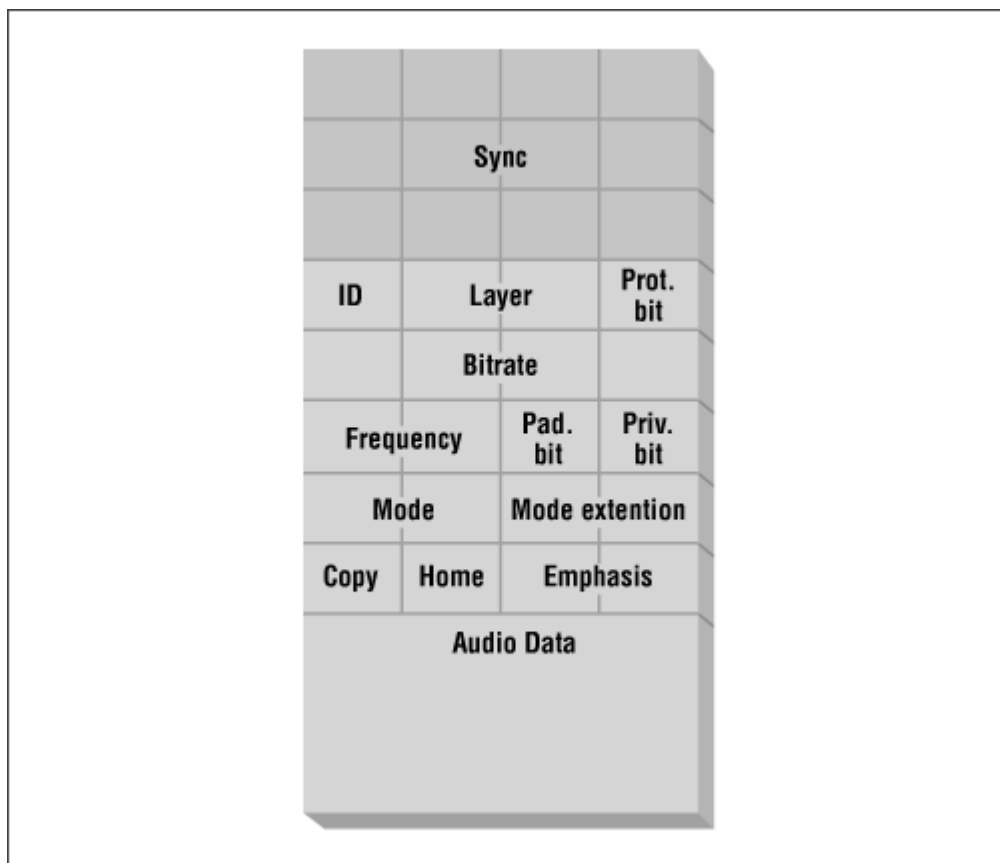 Sync
ID
Layer
Prot.
bit
Bitrate
Frequency
Pad.
bit
Priv.
bit
Mode
Mode extention
Copy
Home
Emphasis
Audio Data